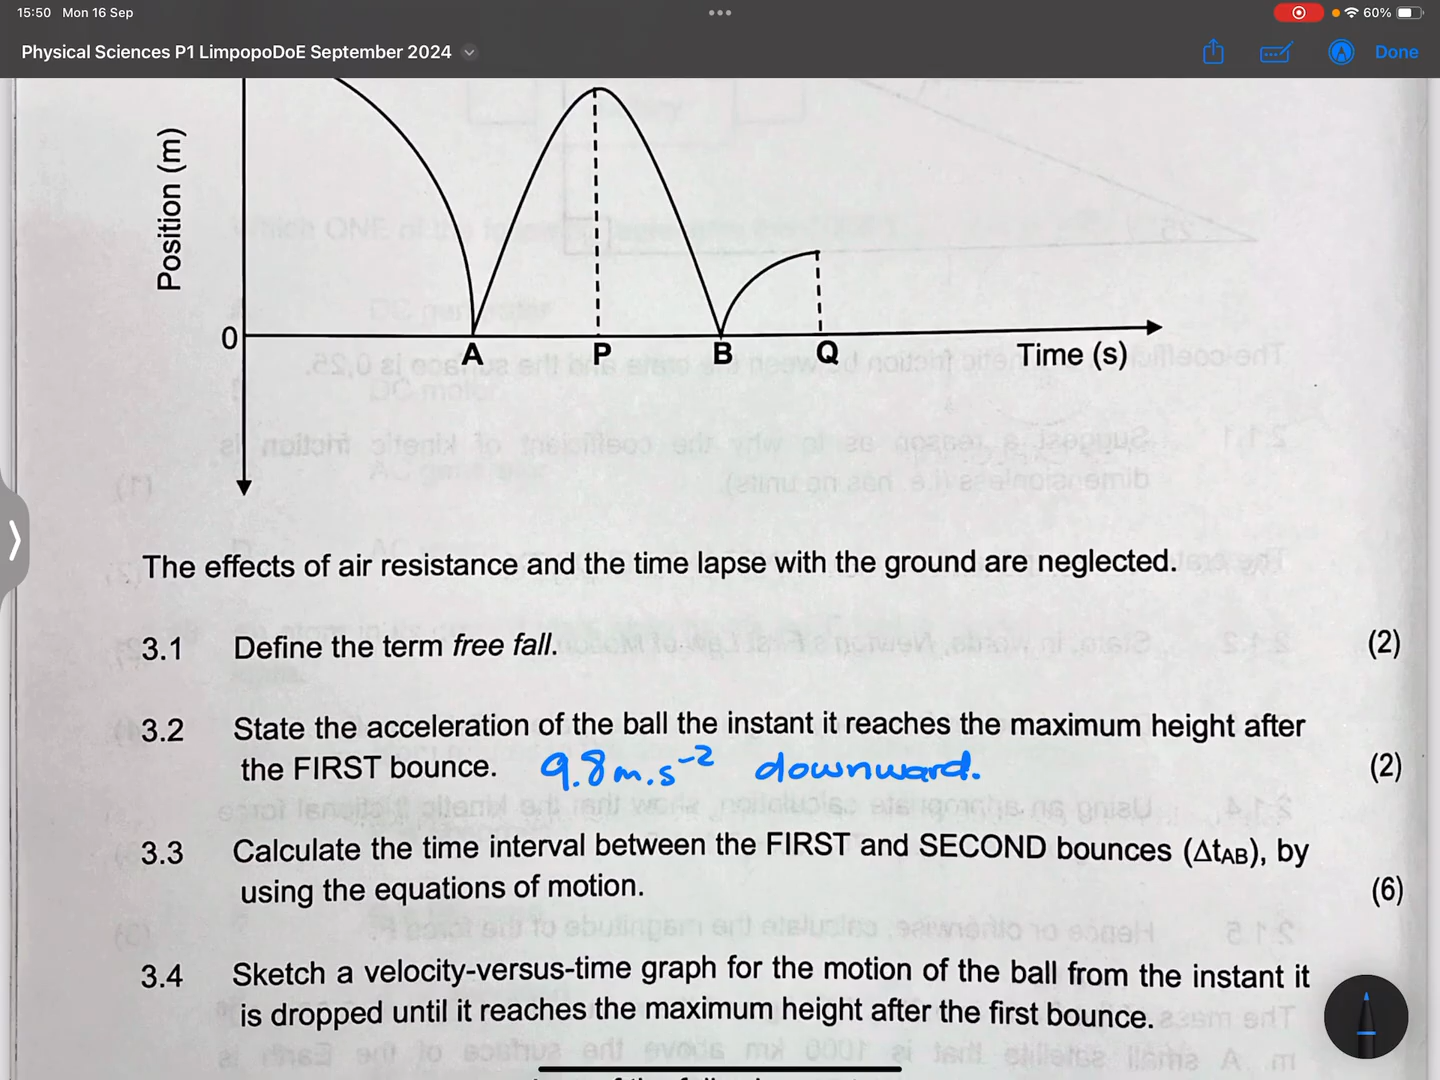 15:50 Mon 16 Sep
60%
Physical Sciences P1 LimpopoDoE September 2024
Done
Position (m)
0
A P B Q Time (s)
The effects of air resistance and the time lapse with the ground are neglected.
3.1 Define the term free fall. (2)
3.2 State the acceleration of the ball the instant it reaches the maximum height after
the FIRST bounce. 9.8m.s⁻² downward. (2)
3.3 Calculate the time interval between the FIRST and SECOND bounces (ΔtAB), by
using the equations of motion. (6)
3.4 Sketch a velocity-versus-time graph for the motion of the ball from the instant it
is dropped until it reaches the maximum height after the first bounce.